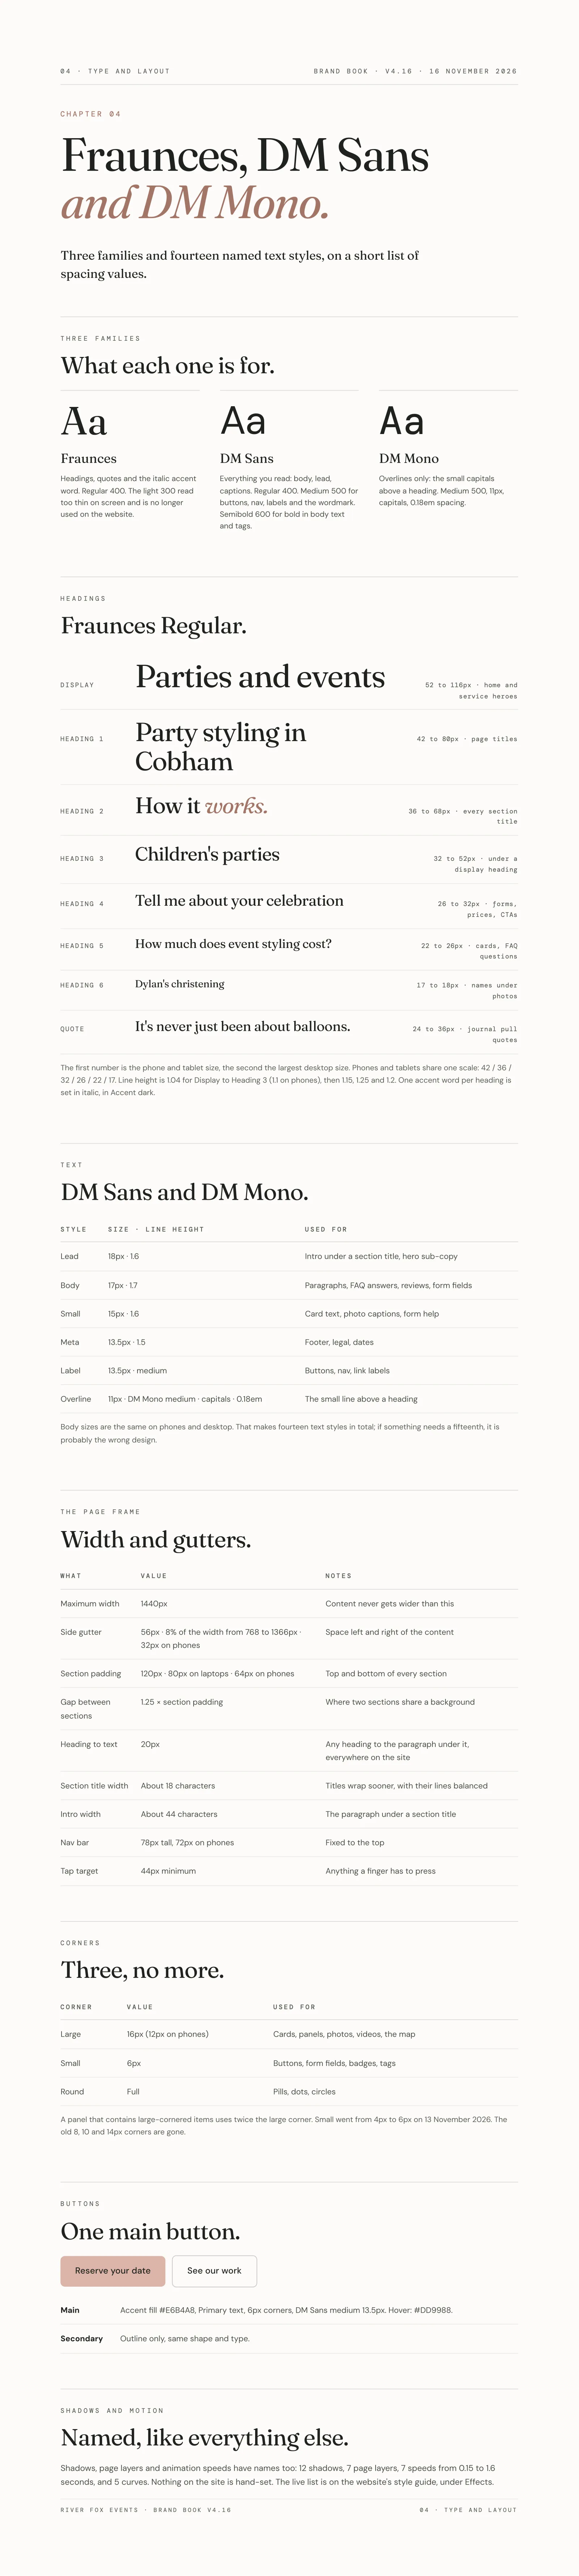 04 · TYPE AND LAYOUT
BRAND BOOK · V4.16 · 16 NOVEMBER 2026
CHAPTER 04
Fraunces, DM Sans
and DM Mono.
Three families and fourteen named text styles, on a short list of
spacing values.
THREE FAMILIES
What each one is for.
Aa
Fraunces
Headings, quotes and the italic accent
word. Regular 400. The light 300 read
too thin on screen and is no longer
used on the website.
Aa
DM Sans
Everything you read: body, lead,
captions. Regular 400. Medium 500 for
buttons, nav, labels and the wordmark.
Semibold 600 for bold in body text
and tags.
Aa
DM Mono
Overlines only: the small capitals
above a heading. Medium 500, 11px,
capitals, 0.18em spacing.
HEADINGS
Fraunces Regular.
DISPLAY
Parties and events
52 to 116px · home and
service heroes
HEADING 1
Party styling in
Cobham
42 to 80px · page titles
HEADING 2
How it works.
36 to 68px · every section
title
HEADING 3
Children's parties
32 to 52px · under a
display heading
HEADING 4
Tell me about your celebration
26 to 32px · forms,
prices, CTAs
HEADING 5
How much does event styling cost?
22 to 26px · cards, FAQ
questions
HEADING 6
Dylan's christening
17 to 18px · names under
photos
QUOTE
It's never just been about balloons.
24 to 36px · journal pull
quotes
The first number is the phone and tablet size, the second the largest desktop size. Phones and tablets share one scale: 42 / 36 /
32 / 26 / 22 / 17. Line height is 1.04 for Display to Heading 3 (1.1 on phones), then 1.15, 1.25 and 1.2. One accent word per heading is
set in italic, in Accent dark.
TEXT
DM Sans and DM Mono.
STYLE SIZE · LINE HEIGHT USED FOR
Lead 18px · 1.6 Intro under a section title, hero sub-copy
Body 17px · 1.7 Paragraphs, FAQ answers, reviews, form fields
Small 15px · 1.6 Card text, photo captions, form help
Meta 13.5px · 1.5 Footer, legal, dates
Label 13.5px · medium Buttons, nav, link labels
Overline 11px · DM Mono medium · capitals · 0.18em The small line above a heading
Body sizes are the same on phones and desktop. That makes fourteen text styles in total; if something needs a fifteenth, it is
probably the wrong design.
THE PAGE FRAME
Width and gutters.
WHAT VALUE NOTES
Maximum width 1440px Content never gets wider than this
Side gutter 56px · 8% of the width from 768 to 1366px ·
32px on phones
Space left and right of the content
Section padding 120px · 80px on laptops · 64px on phones Top and bottom of every section
Gap between
sections
1.25 × section padding Where two sections share a background
Heading to text 20px Any heading to the paragraph under it,
everywhere on the site
Section title width About 18 characters Titles wrap sooner, with their lines balanced
Intro width About 44 characters The paragraph under a section title
Nav bar 78px tall, 72px on phones Fixed to the top
Tap target 44px minimum Anything a finger has to press
CORNERS
Three, no more.
CORNER VALUE USED FOR
Large 16px (12px on phones) Cards, panels, photos, videos, the map
Small 6px Buttons, form fields, badges, tags
Round Full Pills, dots, circles
A panel that contains large-cornered items uses twice the large corner. Small went from 4px to 6px on 13 November 2026. The
old 8, 10 and 14px corners are gone.
BUTTONS
One main button.
Reserve your date
See our work
Main Accent fill #E6B4A8, Primary text, 6px corners, DM Sans medium 13.5px. Hover: #DD9988.
Secondary Outline only, same shape and type.
SHADOWS AND MOTION
Named, like everything else.
Shadows, page layers and animation speeds have names too: 12 shadows, 7 page layers, 7 speeds from 0.15 to 1.6
seconds, and 5 curves. Nothing on the site is hand-set. The live list is on the website's style guide, under Effects.
RIVER FOX EVENTS · BRAND BOOK V4.16
04 · TYPE AND LAYOUT